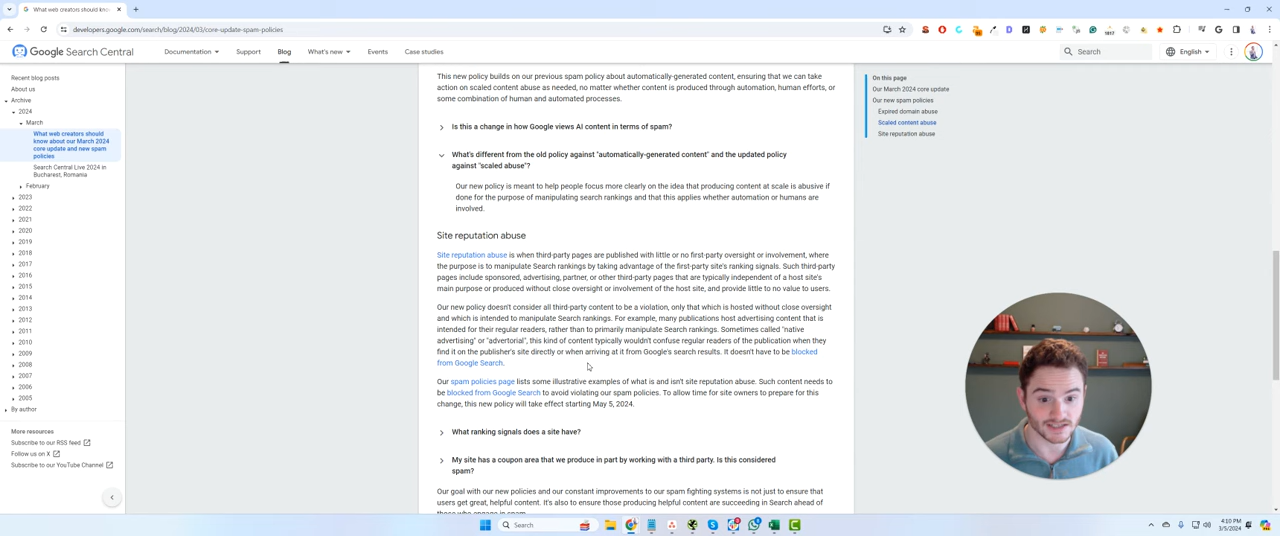 What web creators should kno
developers.google.com/search/blog/2024/03/core-update-spam-policies
Google Search Central
Documentation
Support
Blog
What's new
Events
Case studies
Search
English
Recent blog posts
About us
Archive
2024
March
What web creators should
know about our March 2024
core update and new spam
policies
Search Central Live 2024 in
Bucharest, Romania
February
2023
2022
2021
2020
2019
2018
2017
2016
2015
2014
2013
2012
2011
2010
2009
2008
2007
2006
2005
By author
More resources
Subscribe to our RSS feed
Follow us on X
Subscribe to our YouTube Channel
This new policy builds on our previous spam policy about automatically-generated content, ensuring that we can take
action on scaled content abuse as needed, no matter whether content is produced through automation, human efforts, or
some combination of human and automated processes.
Is this a change in how Google views AI content in terms of spam?
What's different from the old policy against "automatically-generated content" and the updated policy
against "scaled abuse"?
Our new policy is meant to help people focus more clearly on the idea that producing content at scale is abusive if
done for the purpose of manipulating search rankings and that this applies whether automation or humans are
involved.
Site reputation abuse
Site reputation abuse is when third-party pages are published with little or no first-party oversight or involvement, where
the purpose is to manipulate Search rankings by taking advantage of the first-party site's ranking signals. Such third-party
pages include sponsored, advertising, partner, or other third-party pages that are typically independent of a host site's
main purpose or produced without close oversight or involvement of the host site, and provide little to no value to users.
Our new policy doesn't consider all third-party content to be a violation, only that which is hosted without close oversight
and which is intended to manipulate Search rankings. For example, many publications host advertising content that is
intended for their regular readers, rather than to primarily manipulate Search rankings. Sometimes called "native
advertising" or "advertorial", this kind of content typically wouldn't confuse regular readers of the publication when they
find it on the publisher's site directly or when arriving at it from Google's search results. It doesn't have to be blocked
from Google Search.
Our spam policies page lists some illustrative examples of what is and isn't site reputation abuse. Such content needs to
be blocked from Google Search to avoid violating our spam policies. To allow time for site owners to prepare for this
change, this new policy will take effect starting May 5, 2024.
What ranking signals does a site have?
My site has a coupon area that we produce in part by working with a third party. Is this considered
spam?
Our goal with our new policies and our constant improvements to our spam fighting systems is not just to ensure that
users get great, helpful content. It's also to ensure those producing helpful content are succeeding in Search ahead of
those who engage in spam.
On this page
Our March 2024 core update
Our new spam policies
Expired domain abuse
Scaled content abuse
Site reputation abuse
Search
4:10 PM
3/5/2024